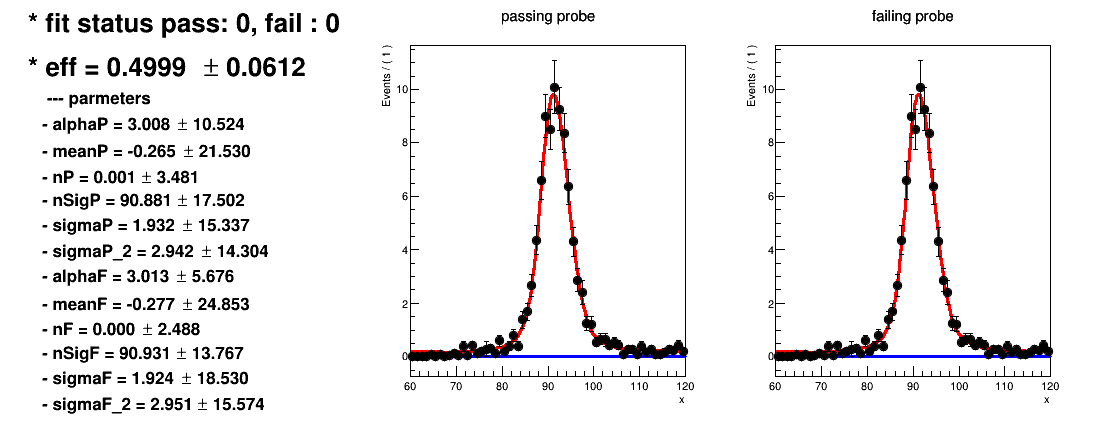 * fit status pass: 0, fail : 0
* eff = 0.4999 ± 0.0612
--- parmeters
- alphaP = 3.008 ± 10.524
- meanP = -0.265 ± 21.530
- nP = 0.001 ± 3.481
- nSigP = 90.881 ± 17.502
- sigmaP = 1.932 ± 15.337
- sigmaP_2 = 2.942 ± 14.304
- alphaF = 3.013 ± 5.676
- meanF = -0.277 ± 24.853
- nF = 0.000 ± 2.488
- nSigF = 90.931 ± 13.767
- sigmaF = 1.924 ± 18.530
- sigmaF_2 = 2.951 ± 15.574
passing probe
Events / ( 1 )
10
8
6
4
2
0
60 70 80 90 100 110 120
x
failing probe
Events / ( 1 )
10
8
6
4
2
0
60 70 80 90 100 110 120
x